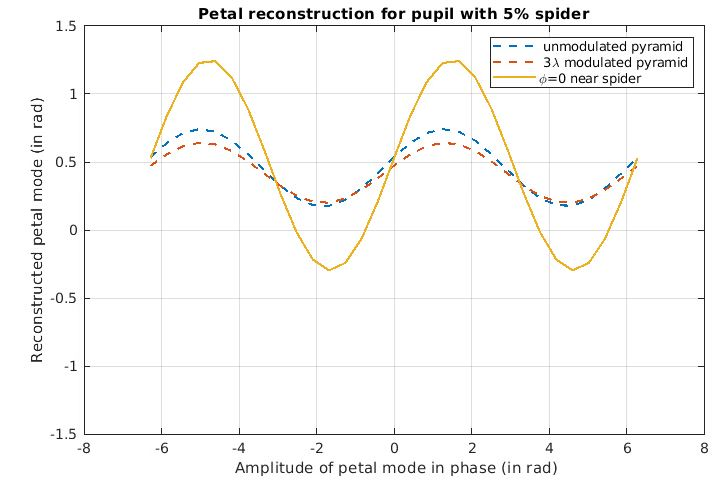 Petal reconstruction for pupil with 5% spider
unmodulated pyramid
3λ modulated pyramid
ϕ=0 near spider
Reconstructed petal mode (in rad)
1.5
1
0.5
0
-0.5
-1
-1.5
-8 -6 -4 -2 0 2 4 6 8
Amplitude of petal mode in phase (in rad)